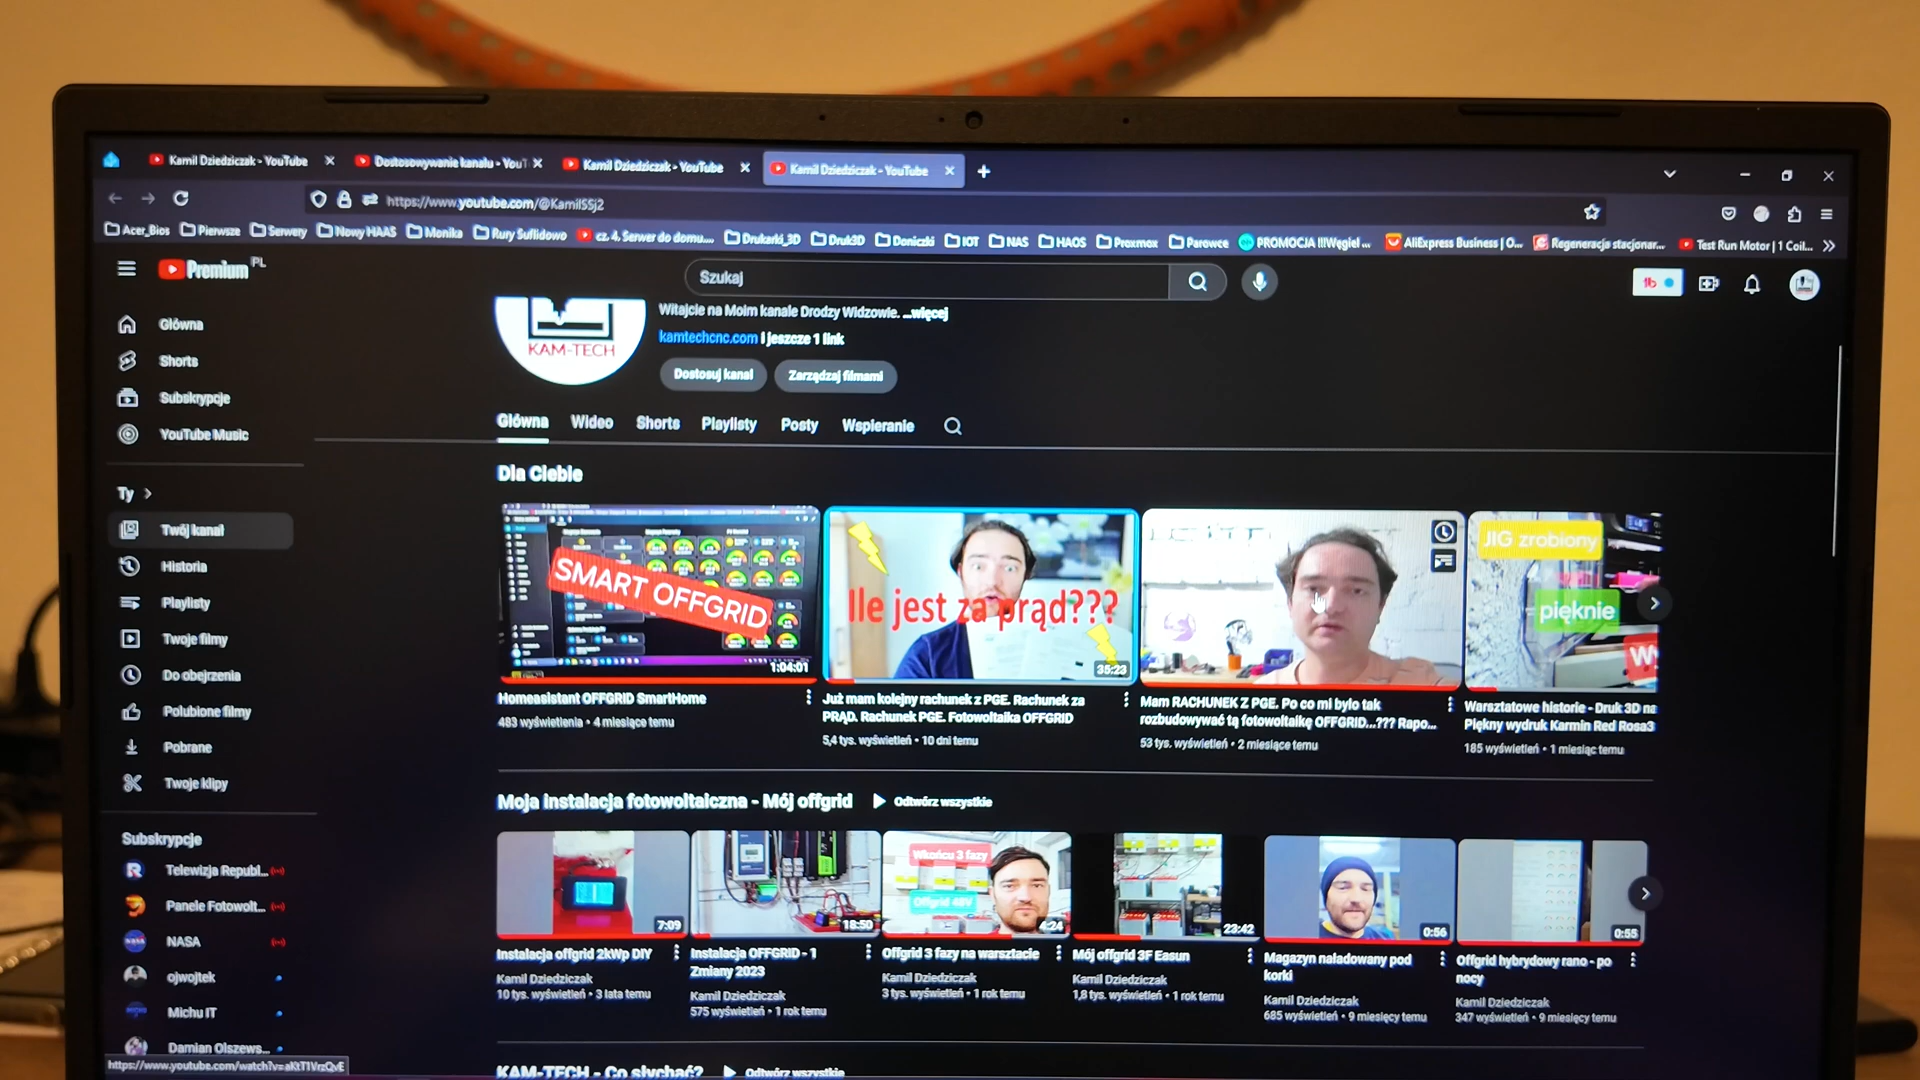 Kamil Dziedziczak - YouTube
Dostosowywanie kanału - YouT
Kamil Dziedziczak - YouTube
Kamil Dziedziczak - YouTube
https://www.youtube.com/@KamilSSj2
Acer_Bios Pierwsze Serwery Nowy HAAS Monika Rury Suflidowo cz. 4. Serwer do domu.... Drukarki_3D Druk3D Doniczki IOT NAS HAOS Proxmox Parowce PROMOCJA !!!Węgiel ... AliExpress Business | O... Regeneracja stacjonar... Test Run Motor | 1 Coil...
Premium PL
Szukaj
Główna
Shorts
Subskrypcje
YouTube Music
Ty
Twój kanał
Historia
Playlisty
Twoje filmy
Do obejrzenia
Polubione filmy
Pobrane
Twoje klipy
Subskrypcje
Telewizja Republ...
Panele Fotowolt...
NASA
ojwojtek
Michu IT
Damian Olszews...
https://www.youtube.com/watch?v=aKtT1VrzQvE
KAM-TECH
Witajcie na Moim kanale Drodzy Widzowie. ...więcej
kamtechcnc.com i jeszcze 1 link
Dostosuj kanał
Zarządzaj filmami
Główna Wideo Shorts Playlisty Posty Wspieranie
Dla Ciebie
SMART OFFGRID
1:04:01
Homeasistant OFFGRID SmartHome
483 wyświetlenia • 4 miesiące temu
Ile jest za prąd???
35:23
Już mam kolejny rachunek z PGE. Rachunek za
PRĄD. Rachunek PGE. Fotowoltaika OFFGRID
5,4 tys. wyświetleń • 10 dni temu
Mam RACHUNEK Z PGE. Po co mi było tak
rozbudowywać tą fotowoltaikę OFFGRID...??? Rapo...
53 tys. wyświetleń • 2 miesiące temu
JIG zrobiony
pięknie
Warsztatowe historie - Druk 3D na
Piękny wydruk Karmin Red Rosa3
185 wyświetleń • 1 miesiąc temu
Moja instalacja fotowoltaiczna - Mój offgrid
Odtwórz wszystkie
7:09
Instalacja offgrid 2kWp DIY
Kamil Dziedziczak
10 tys. wyświetleń • 3 lata temu
18:50
Instalacja OFFGRID - 1
Zmiany 2023
Kamil Dziedziczak
575 wyświetleń • 1 rok temu
Wkońcu 3 fazy
Offgrid 48V
4:24
Offgrid 3 fazy na warsztacie
Kamil Dziedziczak
3 tys. wyświetleń • 1 rok temu
23:42
Mój offgrid 3F Easun
Kamil Dziedziczak
1,8 tys. wyświetleń • 1 rok temu
0:56
Magazyn naładowany pod
korki
Kamil Dziedziczak
685 wyświetleń • 9 miesięcy temu
0:55
Offgrid hybrydowy rano - po
nocy
Kamil Dziedziczak
347 wyświetleń • 9 miesięcy temu
KAM-TECH - Co słychać?
Odtwórz wszystkie